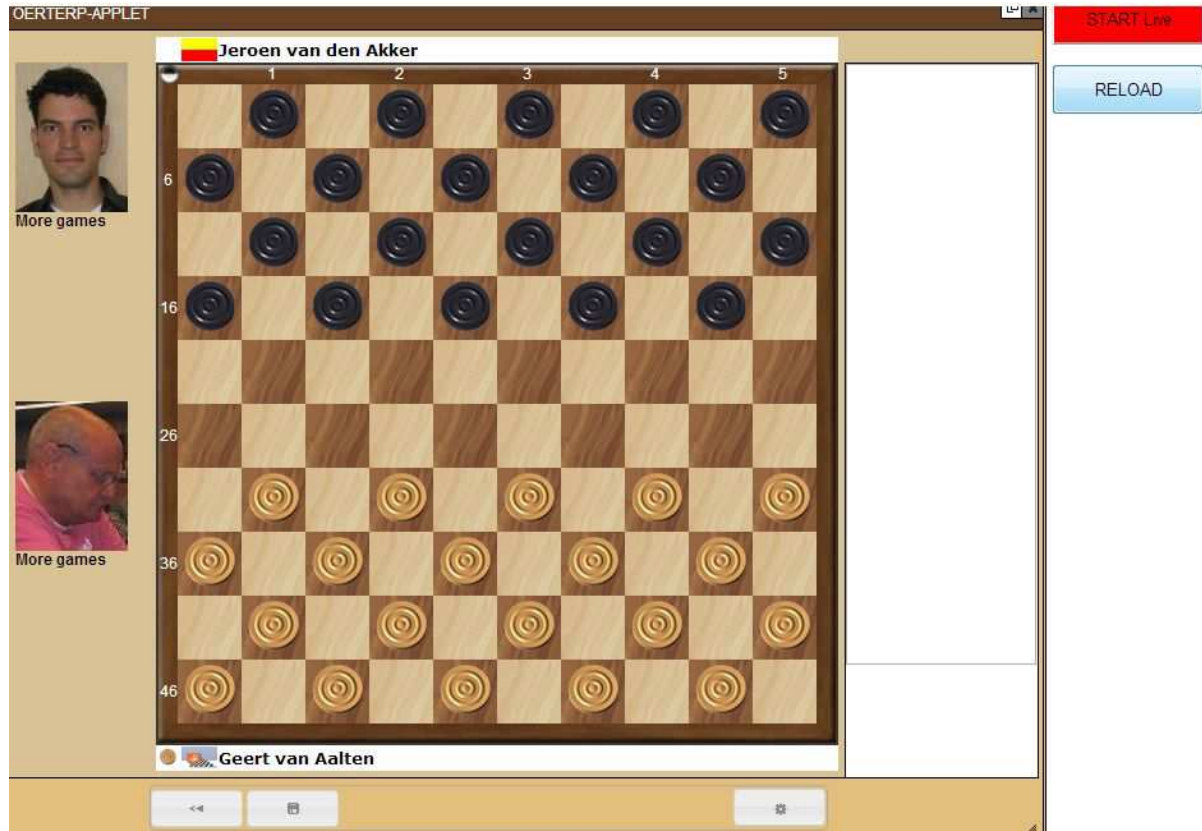 OERTERP-APPLET
START Live
Jeroen van den Akker
1 2 3 4 5
RELOAD
6
More games
16
26
More games
36
46
Geert van Aalten